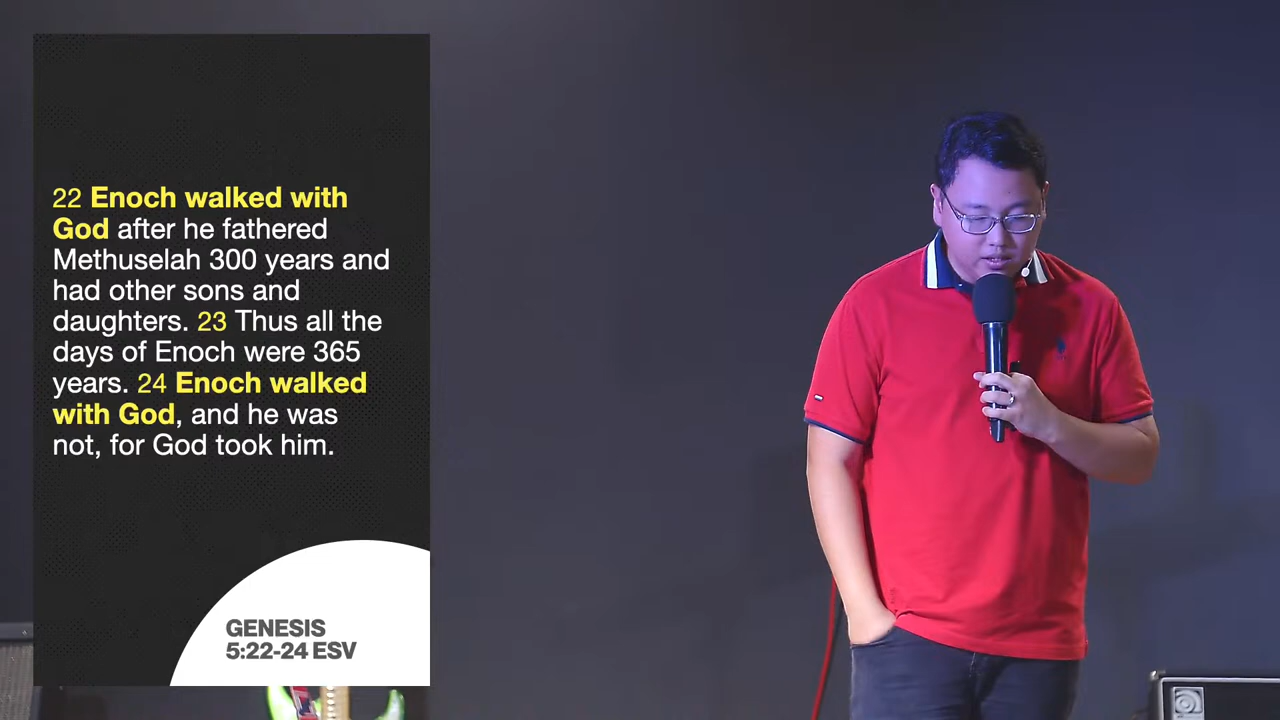 22 Enoch walked with
God after he fathered
Methuselah 300 years and
had other sons and
daughters. 23 Thus all the
days of Enoch were 365
years. 24 Enoch walked
with God, and he was
not, for God took him.
GENESIS
5:22-24 ESV